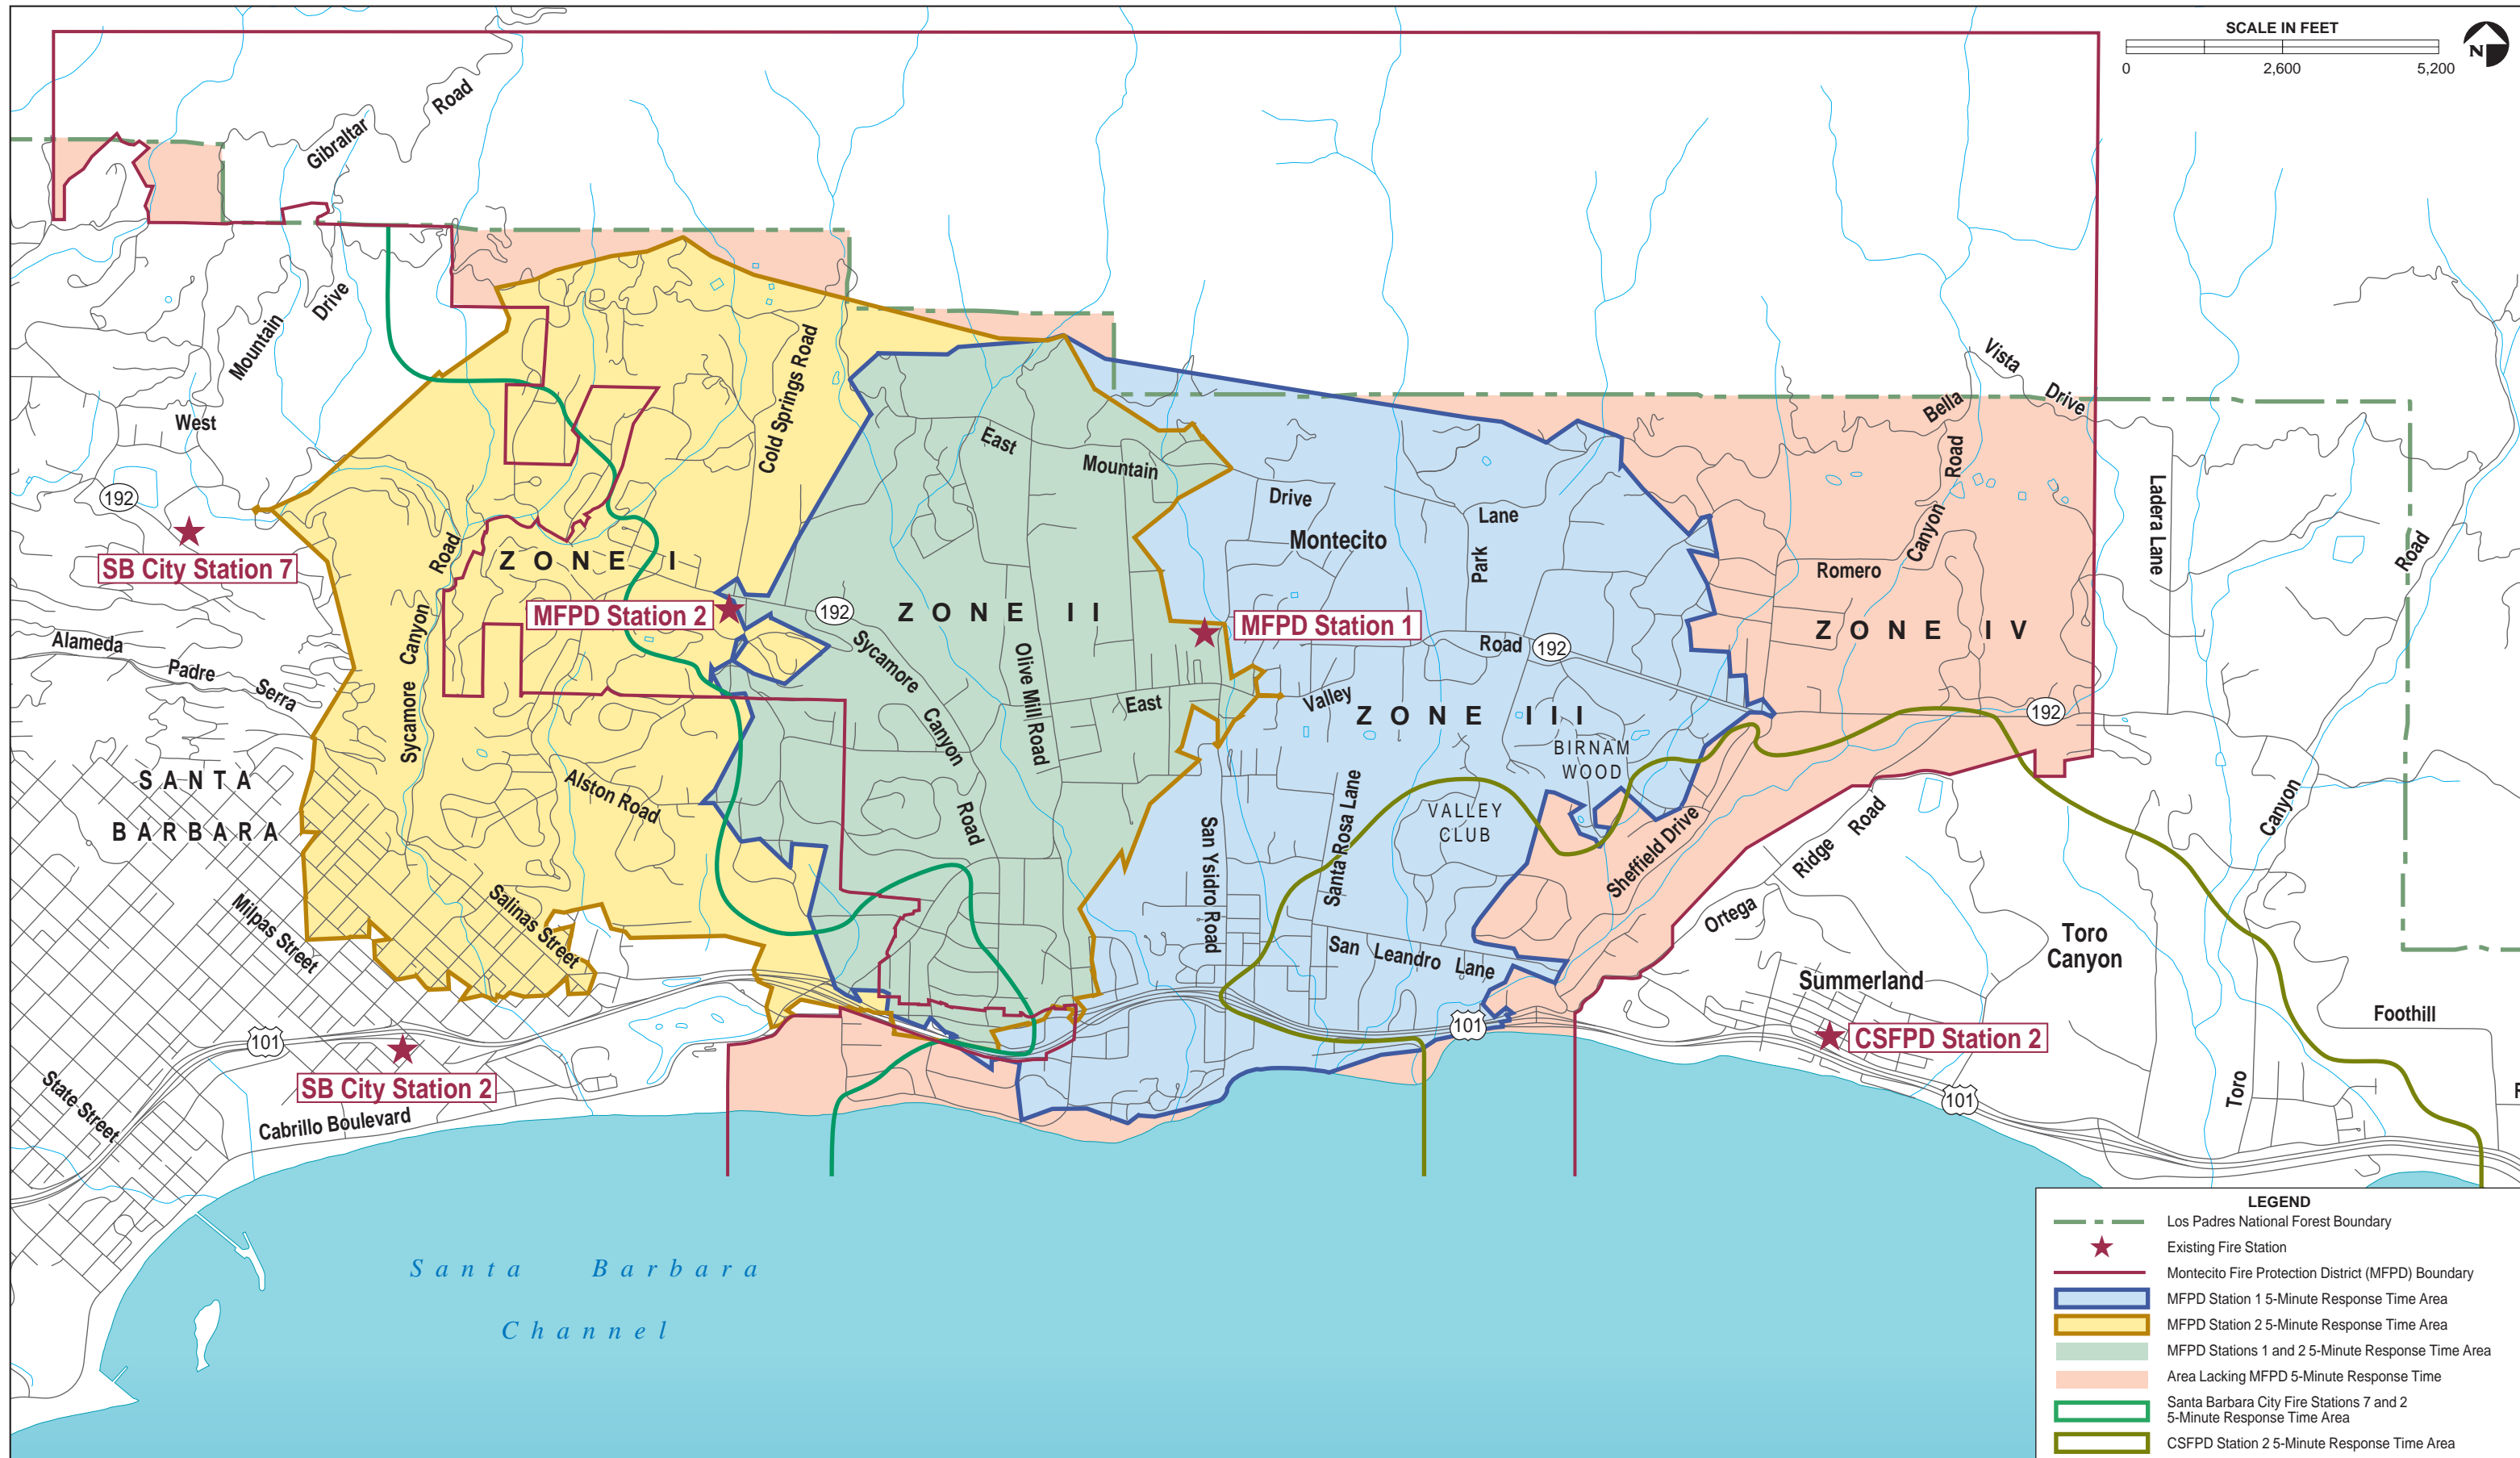 SCALE IN FEET
0 2,600 5,200
N
Gibraltar Road
West Mountain Drive
192
SB City Station 7
Alameda Padre Serra
SANTA
BARBARA
Milpas Street
Salinas Street
101
State Street
SB City Station 2
Cabrillo Boulevard
Sycamore Canyon Road
ZONE I
MFPD Station 2
Alston Road
Cold Springs Road
192
ZONE II
Sycamore Canyon Road
Olive Mill Road
East Mountain Drive
East Valley Road
192
Montecito
MFPD Station 1
Park Lane
ZONE III
BIRNAM
WOOD
VALLEY
CLUB
San Ysidro Road
Santa Rosa Lane
San Leandro Lane
101
Sheffield Drive
Bella Vista Drive
Romero Canyon Road
ZONE IV
192
Ladera Lane
Ortega Ridge Road
Toro
Canyon
Summerland
CSFPD Station 2
101
Toro Canyon Road
Foothill
Santa Barbara
Channel
LEGEND
Los Padres National Forest Boundary
Existing Fire Station
Montecito Fire Protection District (MFPD) Boundary
MFPD Station 1 5-Minute Response Time Area
MFPD Station 2 5-Minute Response Time Area
MFPD Stations 1 and 2 5-Minute Response Time Area
Area Lacking MFPD 5-Minute Response Time
Santa Barbara City Fire Stations 7 and 2
5-Minute Response Time Area
CSFPD Station 2 5-Minute Response Time Area